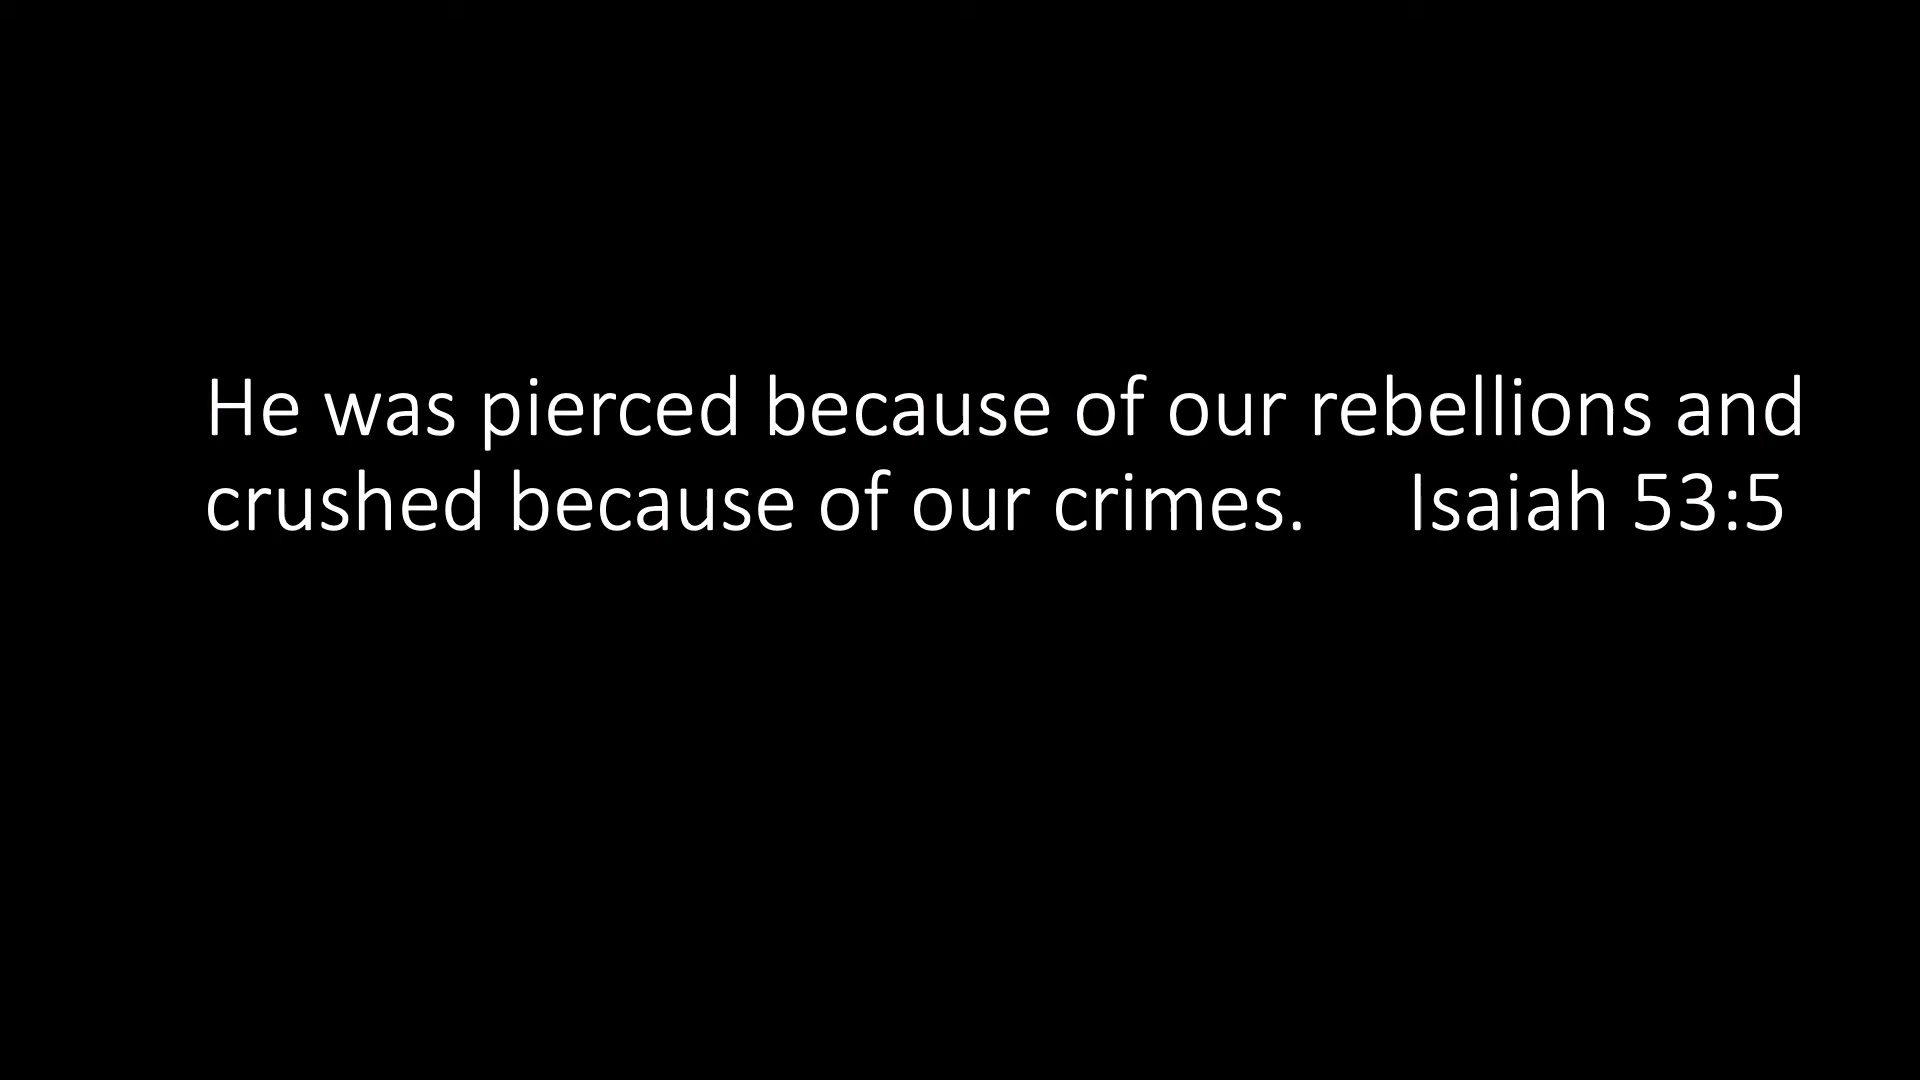 He was pierced because of our rebellions and
crushed because of our crimes. Isaiah 53:5